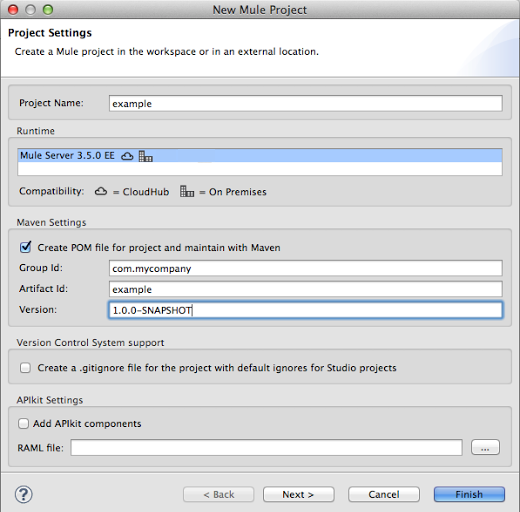 New Mule Project
Project Settings
Create a Mule project in the workspace or in an external location.
Project Name: example
Runtime
Mule Server 3.5.0 EE
Compatibility: = CloudHub = On Premises
Maven Settings
Create POM file for project and maintain with Maven
Group Id: com.mycompany
Artifact Id: example
Version: 1.0.0-SNAPSHOT
Version Control System support
Create a .gitignore file for the project with default ignores for Studio projects
APIkit Settings
Add APIkit components
RAML file: ...
? < Back Next > Cancel Finish